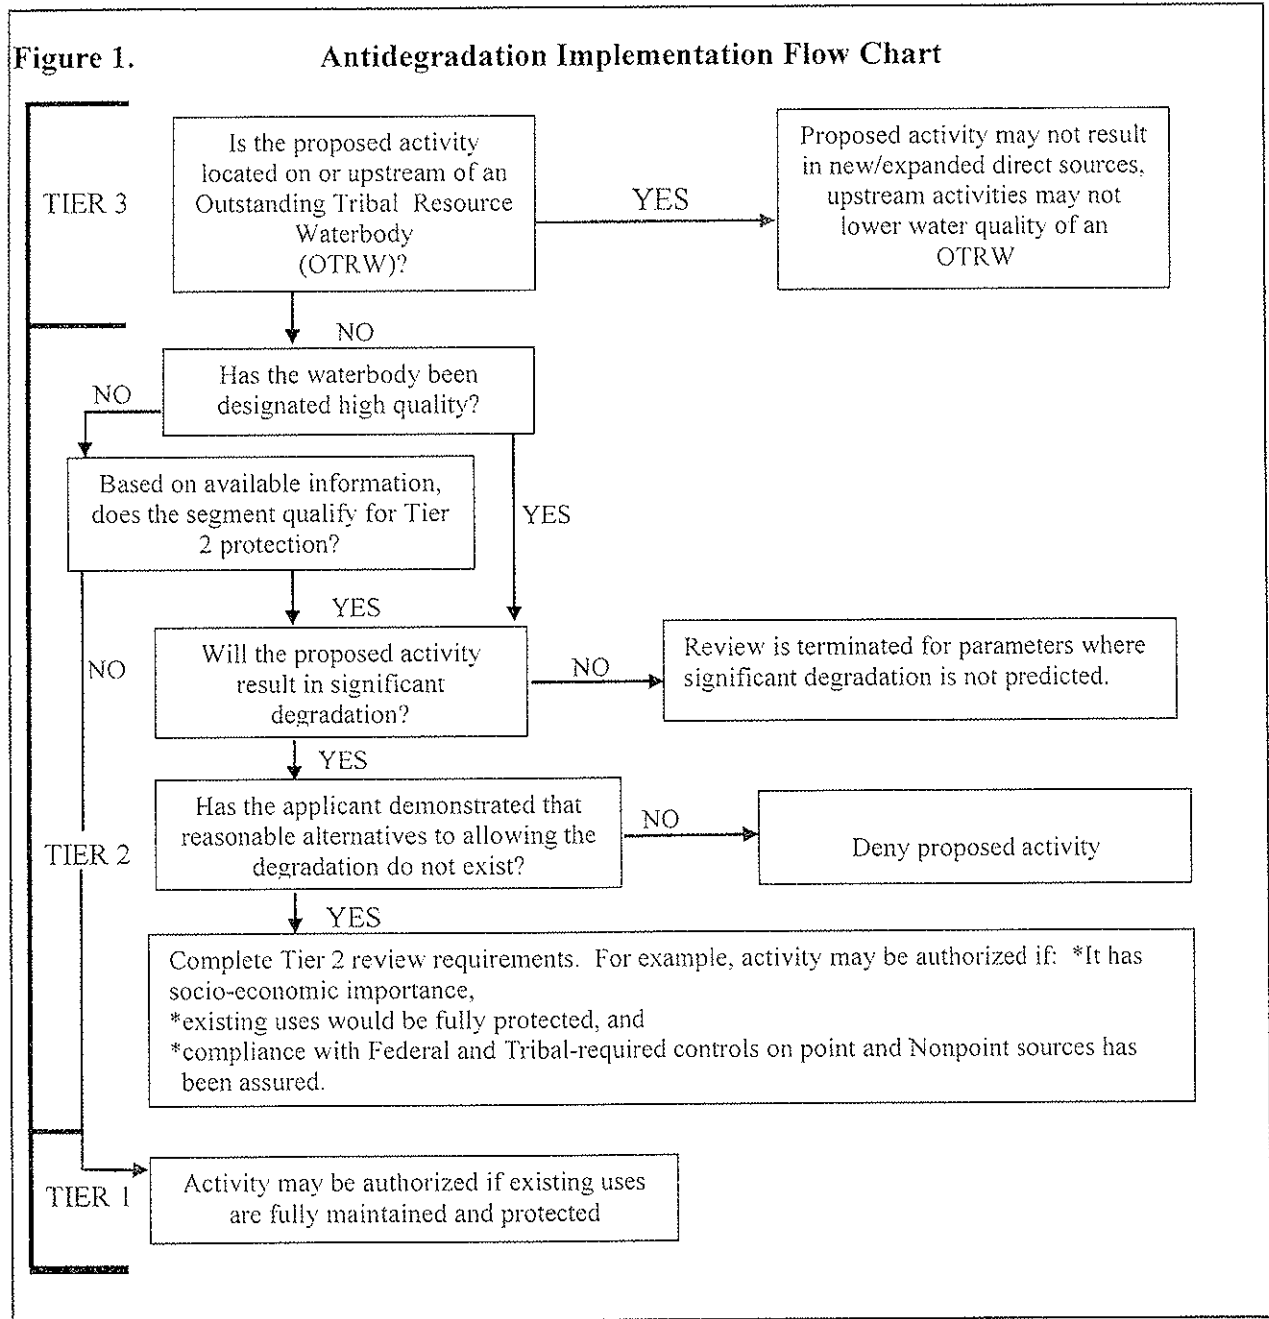 Figure 1. Antidegradation Implementation Flow Chart
TIER 3
Is the proposed activity
located on or upstream of an
Outstanding Tribal Resource
Waterbody
(OTRW)?
YES
Proposed activity may not result
in new/expanded direct sources,
upstream activities may not
lower water quality of an
OTRW
NO
Has the waterbody been
designated high quality?
NO
YES
Based on available information,
does the segment qualify for Tier
2 protection?
YES
NO
Will the proposed activity
result in significant
degradation?
NO
Review is terminated for parameters where
significant degradation is not predicted.
YES
TIER 2
Has the applicant demonstrated that
reasonable alternatives to allowing the
degradation do not exist?
NO
Deny proposed activity
YES
Complete Tier 2 review requirements. For example, activity may be authorized if: *It has
socio-economic importance,
*existing uses would be fully protected, and
*compliance with Federal and Tribal-required controls on point and Nonpoint sources has
been assured.
TIER 1
Activity may be authorized if existing uses
are fully maintained and protected